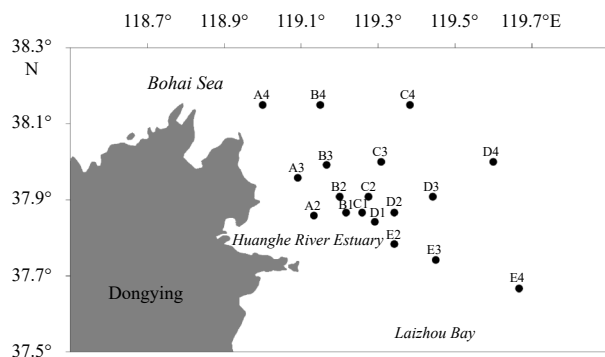 118.7° 118.9° 119.1° 119.3° 119.5° 119.7°E
38.3°
N
Bohai Sea
A4 B4 C4
38.1°
B3 C3 D4
A3
37.9°
B2 C2 D3
A2 B1 C1 D2
D1
Huanghe River Estuary E2
E3
37.7°
Dongying E4
Laizhou Bay
37.5°